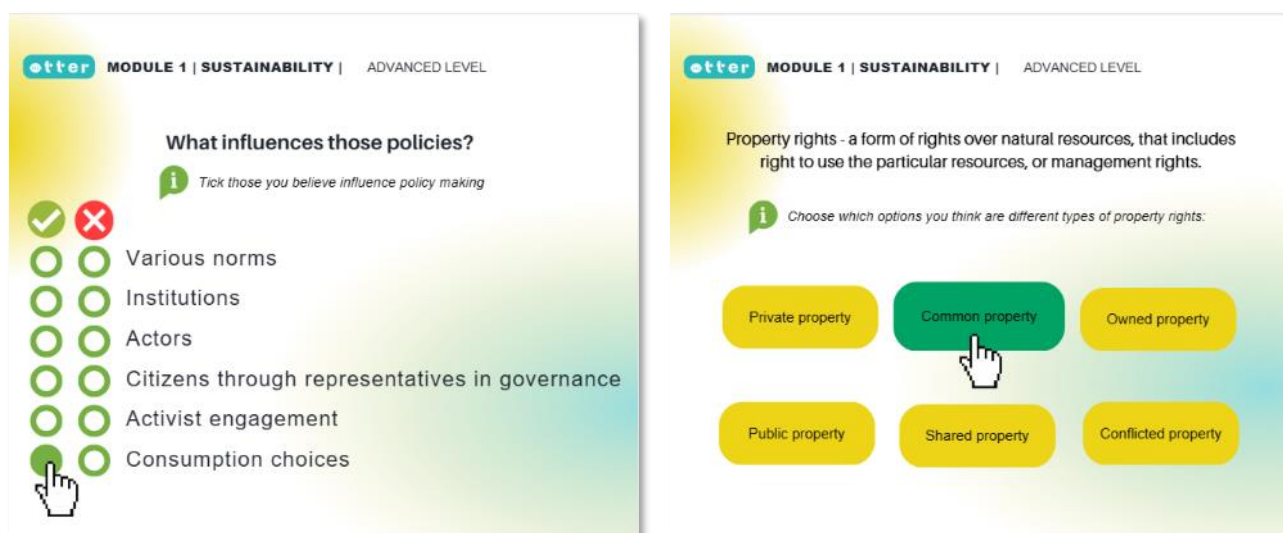 otter MODULE 1 | SUSTAINABILITY | ADVANCED LEVEL
What influences those policies?
i Tick those you believe influence policy making
Various norms
Institutions
Actors
Citizens through representatives in governance
Activist engagement
Consumption choices
otter MODULE 1 | SUSTAINABILITY | ADVANCED LEVEL
Property rights - a form of rights over natural resources, that includes
right to use the particular resources, or management rights.
i Choose which options you think are different types of property rights:
Private property
Common property
Owned property
Public property
Shared property
Conflicted property